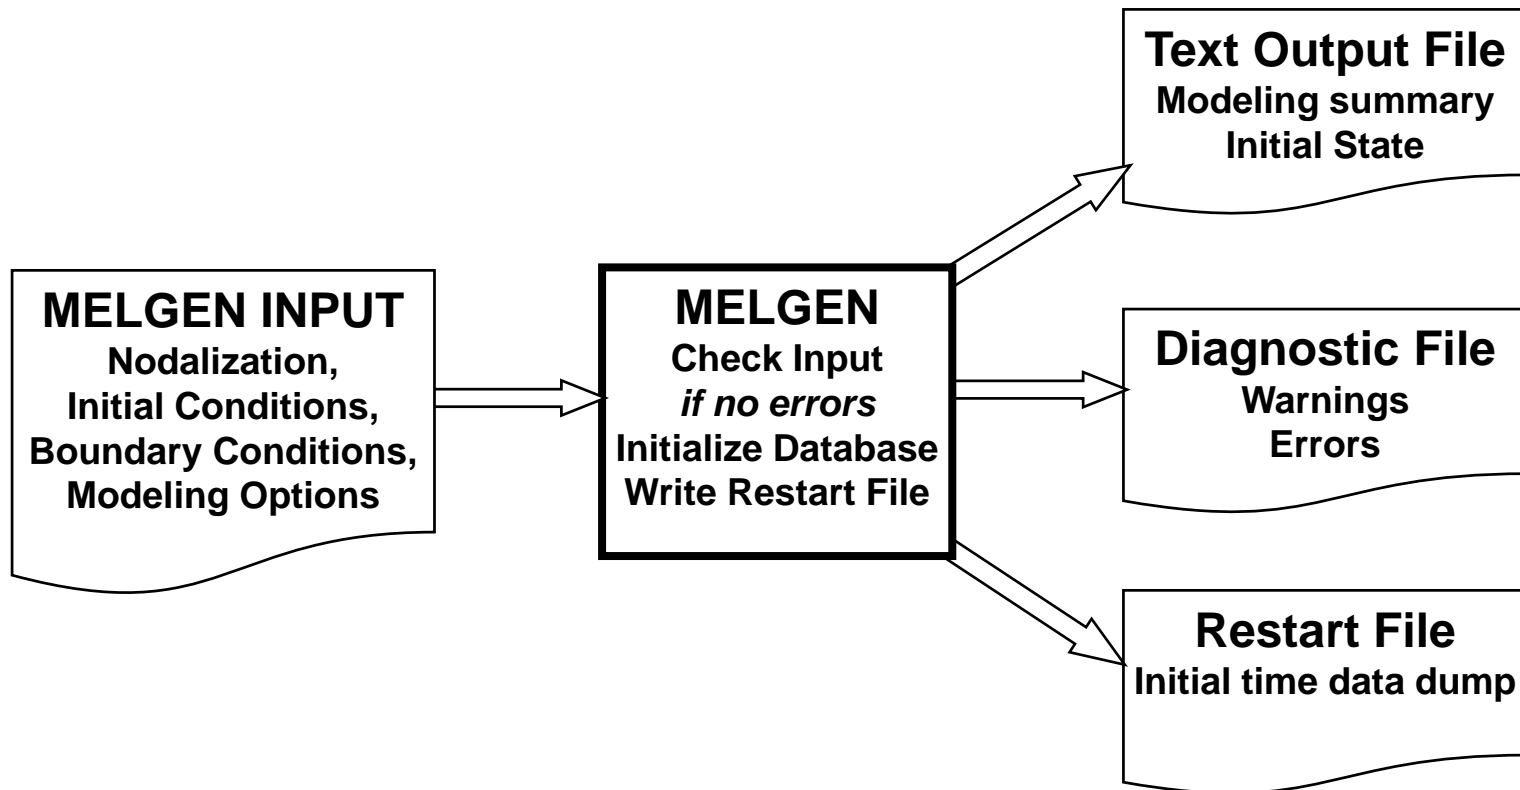 MELGEN INPUT
Nodalization,
Initial Conditions,
Boundary Conditions,
Modeling Options
MELGEN
Check Input
if no errors
Initialize Database
Write Restart File
Text Output File
Modeling summary
Initial State
Diagnostic File
Warnings
Errors
Restart File
Initial time data dump